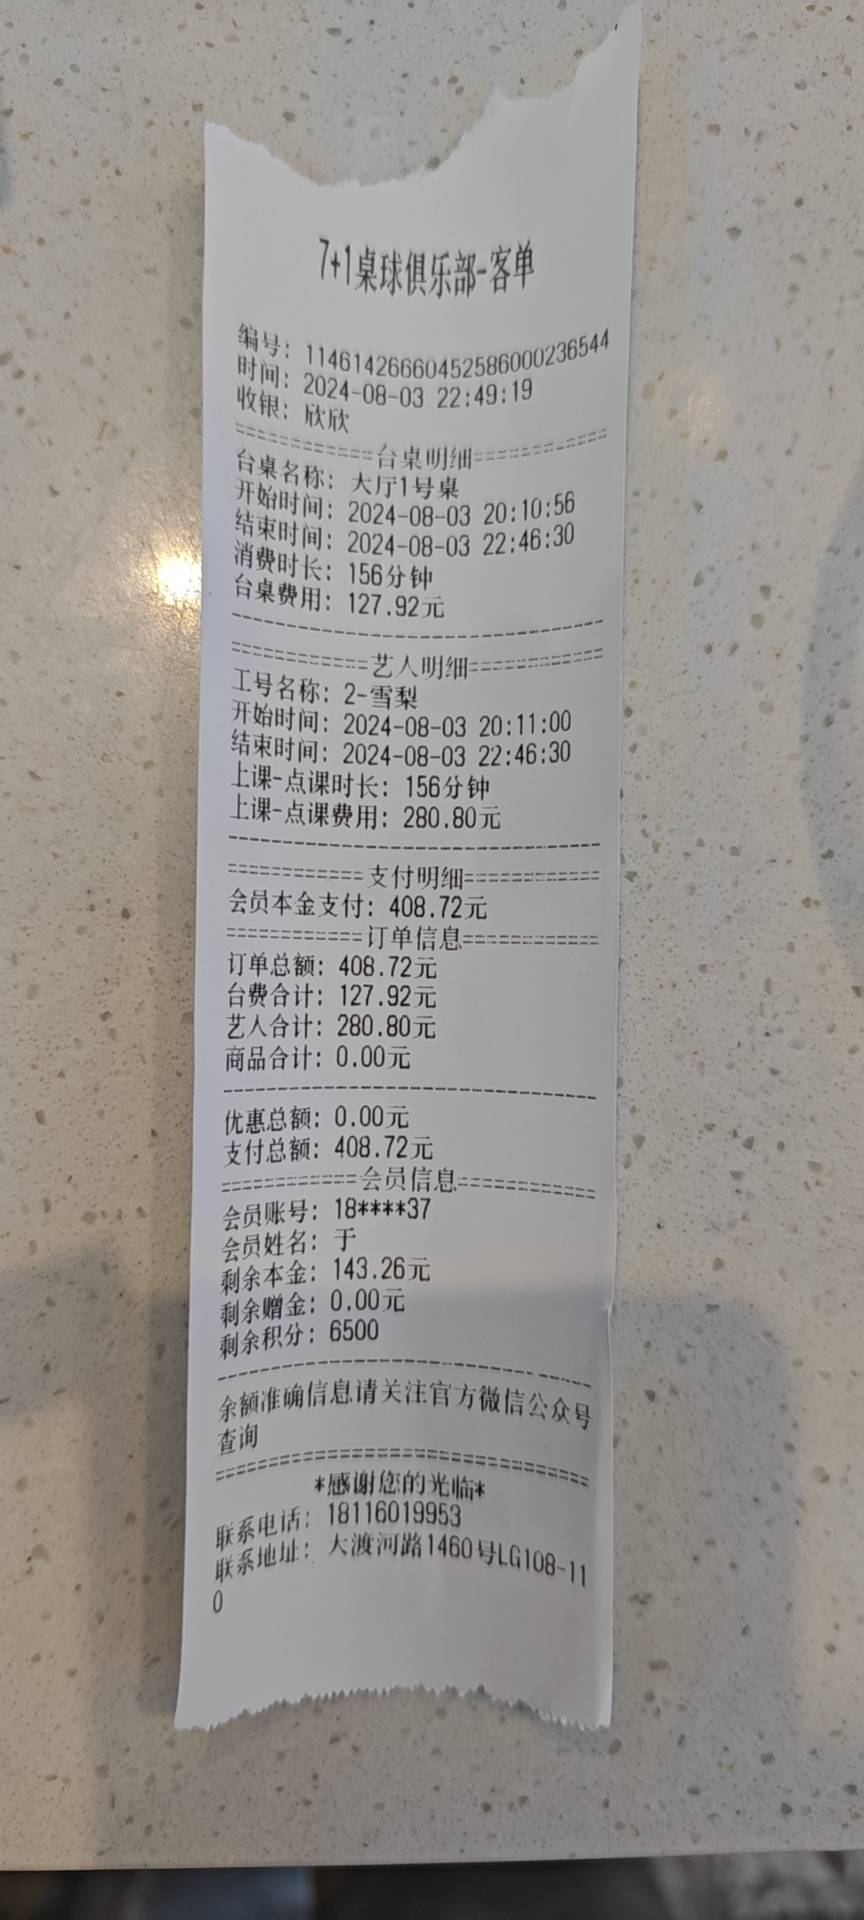 7+1桌球俱乐部-客单
编号: 11461426660452586000236544
时间: 2024-08-03 22:49:19
收银: 欣欣
===========台桌明细===========
台桌名称: 大厅1号桌
开始时间: 2024-08-03 20:10:56
结束时间: 2024-08-03 22:46:30
消费时长: 156分钟
台桌费用: 127.92元
--------------------------------
===========艺人明细===========
工号名称: 2-雪梨
开始时间: 2024-08-03 20:11:00
结束时间: 2024-08-03 22:46:30
上课-点课时长: 156分钟
上课-点课费用: 280.80元
--------------------------------
===========支付明细===========
会员本金支付: 408.72元
===========订单信息===========
订单总额: 408.72元
台费合计: 127.92元
艺人合计: 280.80元
商品合计: 0.00元
--------------------------------
优惠总额: 0.00元
支付总额: 408.72元
===========会员信息===========
会员账号: 18****37
会员姓名: 于
剩余本金: 143.26元
剩余赠金: 0.00元
剩余积分: 6500
--------------------------------
余额准确信息请关注官方微信公众号
查询
================================
*感谢您的光临*
联系电话: 18116019953
联系地址: 大渡河路1460号LG108-11
0